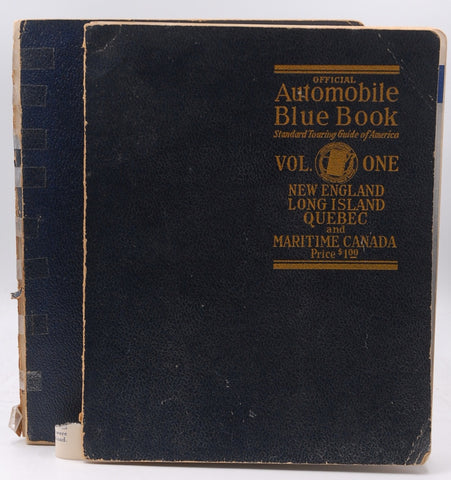 OFFICIAL
Automobile
Blue Book
Standard Touring Guide of America
VOL. ONE
NEW ENGLAND
LONG ISLAND
QUEBEC
and
MARITIME CANADA
Price $1.00
were